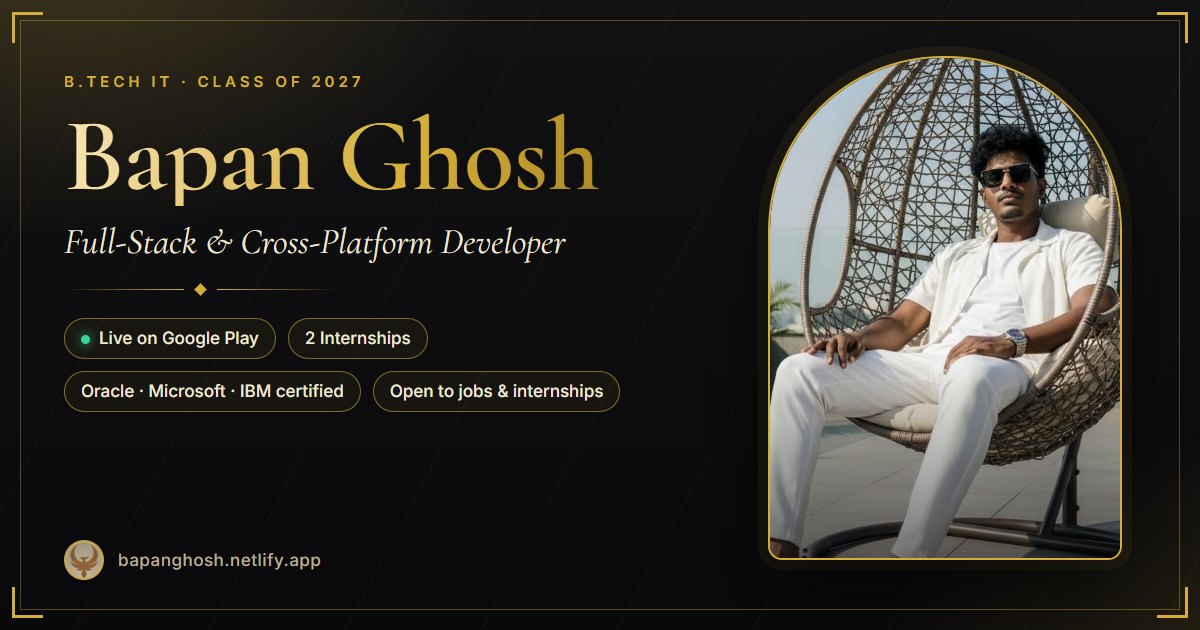 B.TECH IT · CLASS OF 2027
Bapan Ghosh
Full-Stack & Cross-Platform Developer
Live on Google Play
2 Internships
Oracle · Microsoft · IBM certified
Open to jobs & internships
bapanghosh.netlify.app